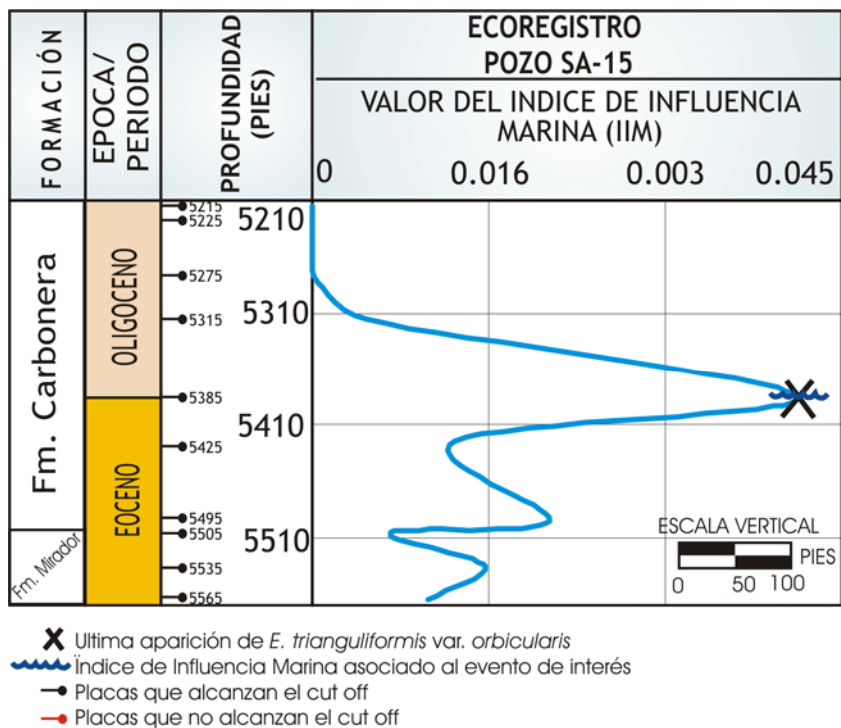 FORMACIÓN
EPOCA/
PERIODO
PROFUNDIDAD
(PIES)
ECOREGISTRO
POZO SA-15
VALOR DEL INDICE DE INFLUENCIA
MARINA (IIM)
0 0.016 0.003 0.045
Fm. Carbonera
Fm. Mirador
OLIGOCENO
EOCENO
5215
5225
5275
5315
5385
5425
5495
5505
5535
5565
5210
5310
5410
5510
ESCALA VERTICAL
PIES
0 50 100
Ultima aparición de E. trianguliformis var. orbicularis
Índice de Influencia Marina asociado al evento de interés
Placas que alcanzan el cut off
Placas que no alcanzan el cut off